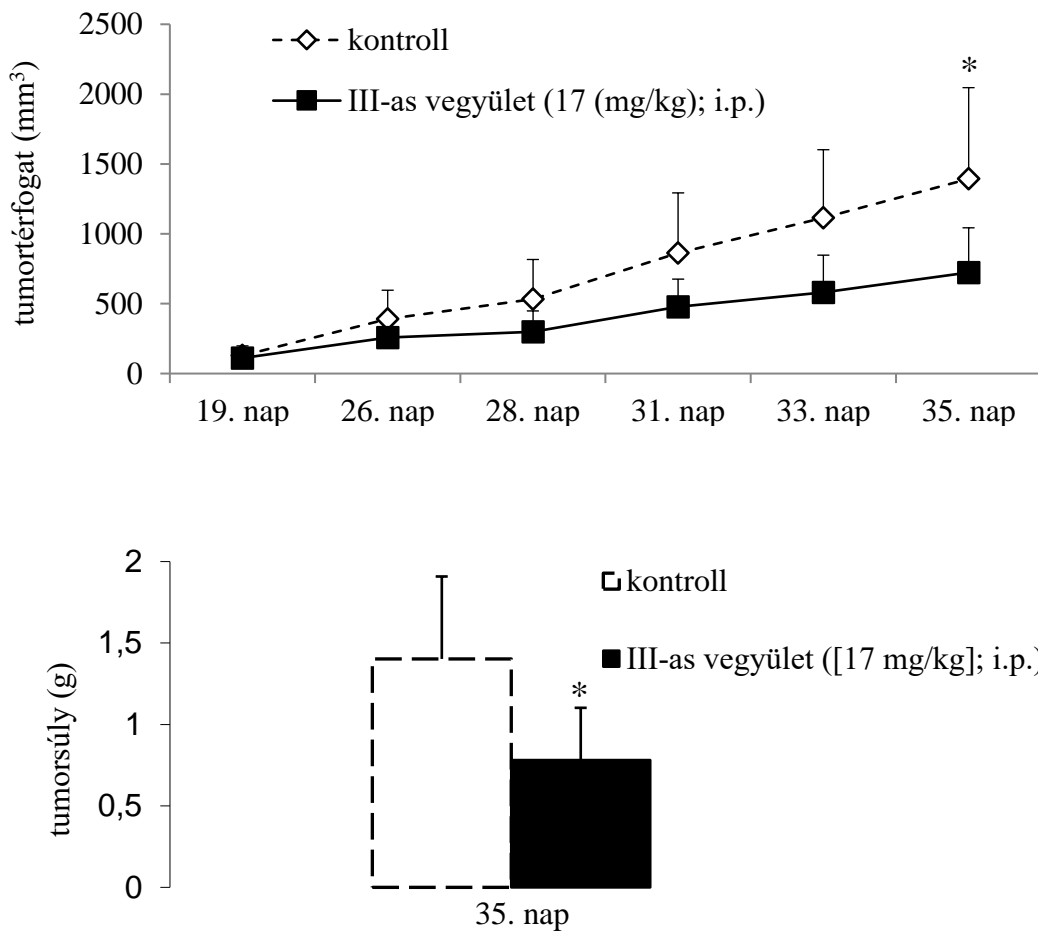 2500
2000
1500
1000
500
0
tumortérfogat (mm³)
kontroll
III-as vegyület (17 (mg/kg); i.p.)
*
19. nap
26. nap
28. nap
31. nap
33. nap
35. nap
2
1,5
1
0,5
0
tumorsúly (g)
kontroll
III-as vegyület ([17 mg/kg]; i.p.)
*
35. nap